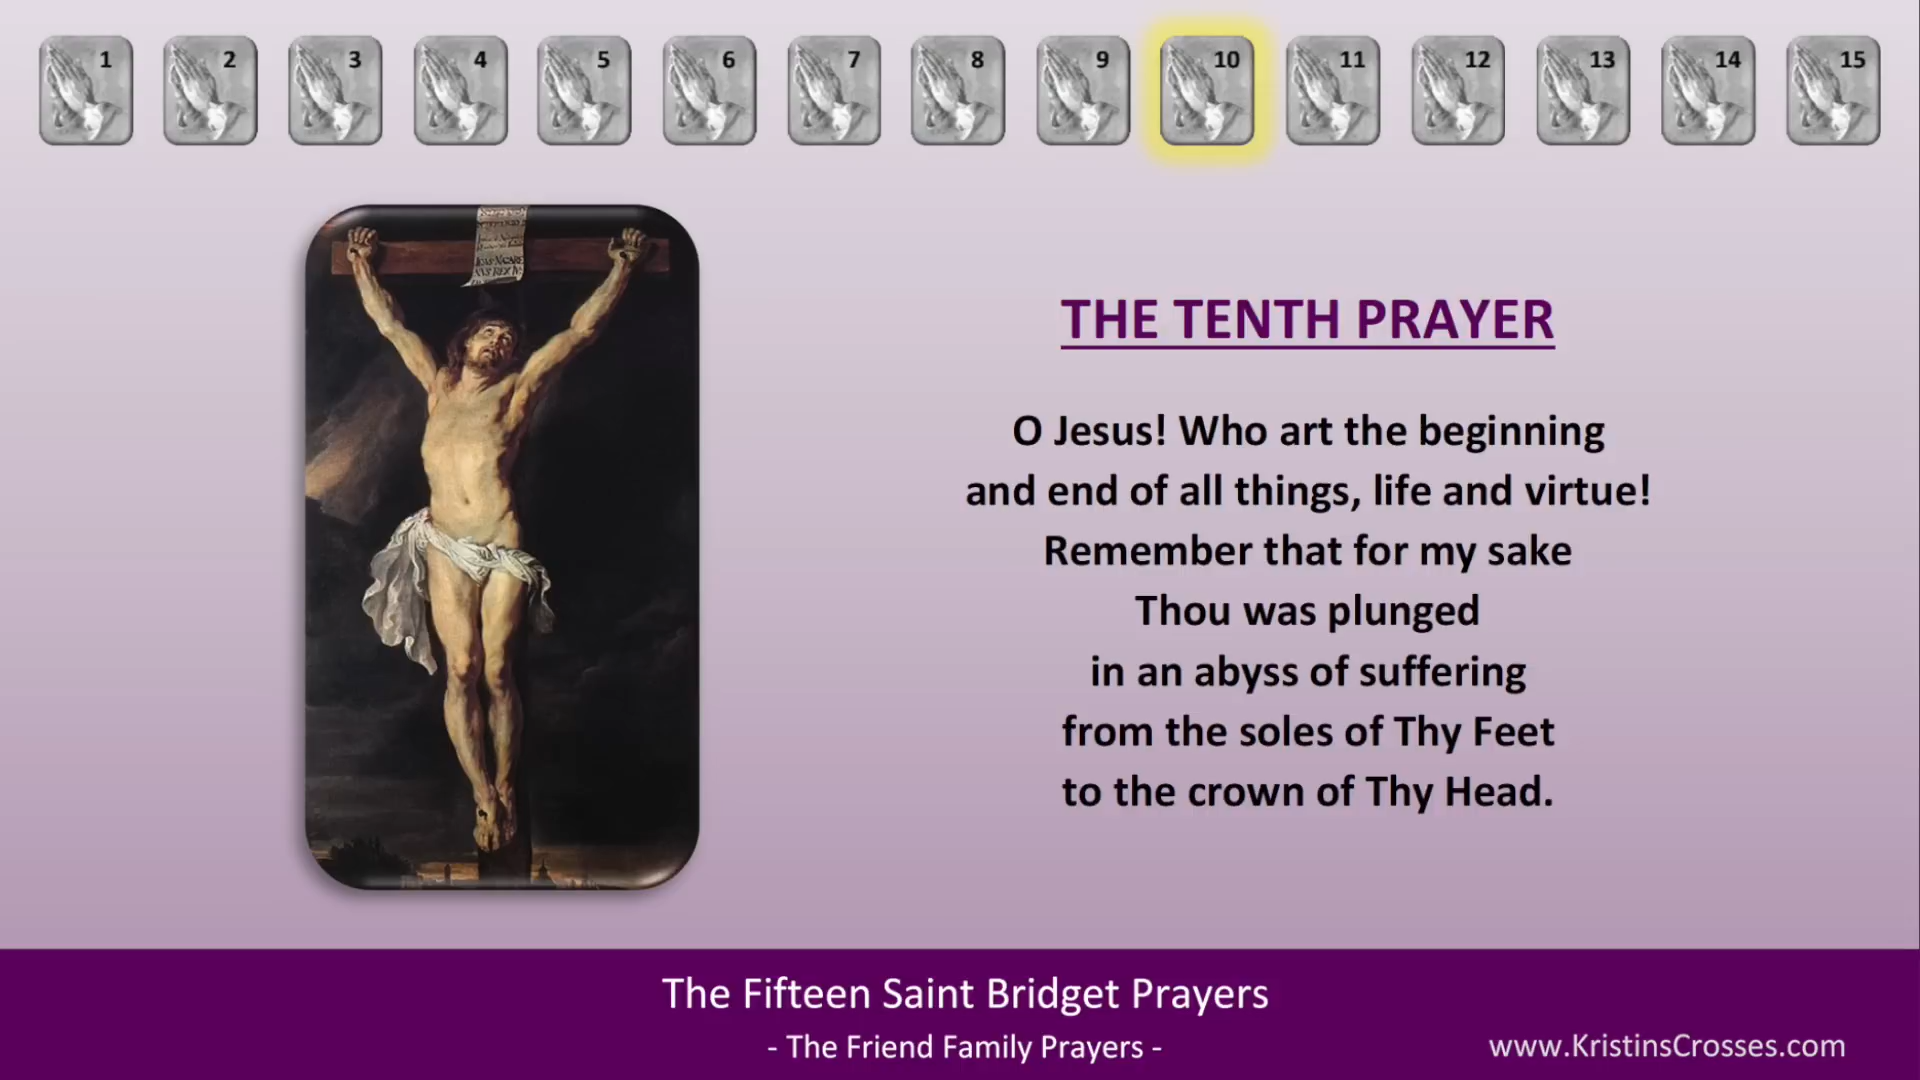 1 2 3 4 5 6 7 8 9 10 11 12 13 14 15
THE TENTH PRAYER
O Jesus! Who art the beginning
and end of all things, life and virtue!
Remember that for my sake
Thou was plunged
in an abyss of suffering
from the soles of Thy Feet
to the crown of Thy Head.
The Fifteen Saint Bridget Prayers
- The Friend Family Prayers -
www.KristinsCrosses.com